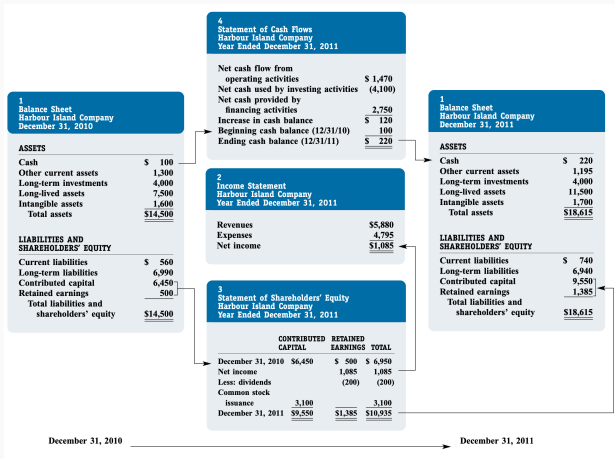 4
Statement of Cash Flows
Harbour Island Company
Year Ended December 31, 2011
Net cash flow from
operating activities $ 1,470
Net cash used by investing activities (4,100)
Net cash provided by
financing activities 2,750
Increase in cash balance $ 120
Beginning cash balance (12/31/10) 100
Ending cash balance (12/31/11) $ 220
1
Balance Sheet
Harbour Island Company
December 31, 2010
ASSETS
Cash $ 100
Other current assets 1,300
Long-term investments 4,000
Long-lived assets 7,500
Intangible assets 1,600
Total assets $14,500
LIABILITIES AND
SHAREHOLDERS' EQUITY
Current liabilities $ 560
Long-term liabilities 6,990
Contributed capital 6,450
Retained earnings 500
Total liabilities and
shareholders' equity $14,500
2
Income Statement
Harbour Island Company
Year Ended December 31, 2011
Revenues $5,880
Expenses 4,795
Net income $1,085
3
Statement of Shareholders' Equity
Harbour Island Company
Year Ended December 31, 2011
CONTRIBUTED RETAINED
CAPITAL EARNINGS TOTAL
December 31, 2010 $6,450 $ 500 $ 6,950
Net income 1,085 1,085
Less: dividends (200) (200)
Common stock
issuance 3,100 3,100
December 31, 2011 $9,550 $1,385 $10,935
1
Balance Sheet
Harbour Island Company
December 31, 2011
ASSETS
Cash $ 220
Other current assets 1,195
Long-term investments 4,000
Long-lived assets 11,500
Intangible assets 1,700
Total assets $18,615
LIABILITIES AND
SHAREHOLDERS' EQUITY
Current liabilities $ 740
Long-term liabilities 6,940
Contributed capital 9,550
Retained earnings 1,385
Total liabilities and
shareholders' equity $18,615
December 31, 2010 December 31, 2011